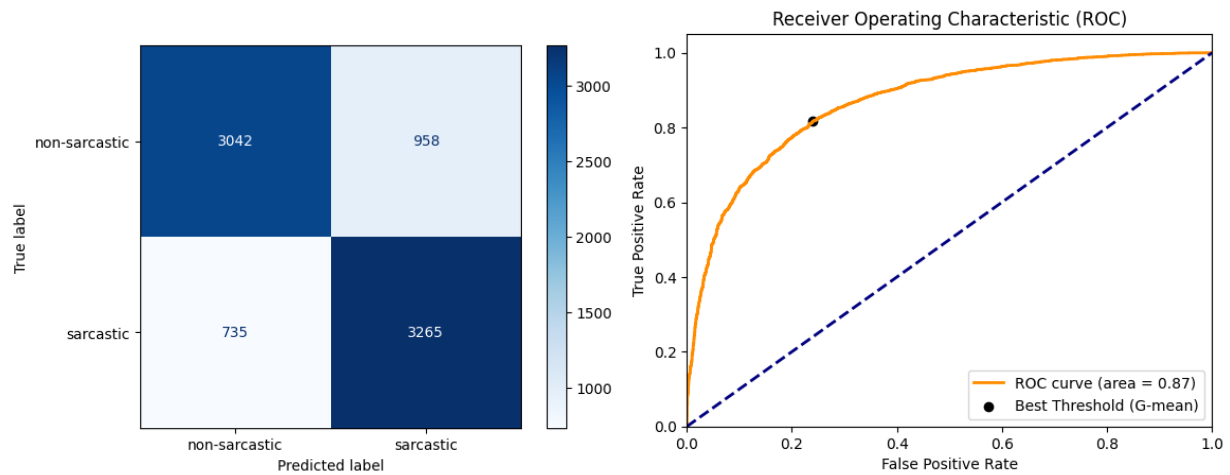 non-sarcastic
sarcastic
True label
3042
958
735
3265
non-sarcastic
sarcastic
Predicted label
3000
2500
2000
1500
1000
Receiver Operating Characteristic (ROC)
True Positive Rate
1.0
0.8
0.6
0.4
0.2
0.0
0.0
0.2
0.4
0.6
0.8
1.0
False Positive Rate
ROC curve (area = 0.87)
Best Threshold (G-mean)